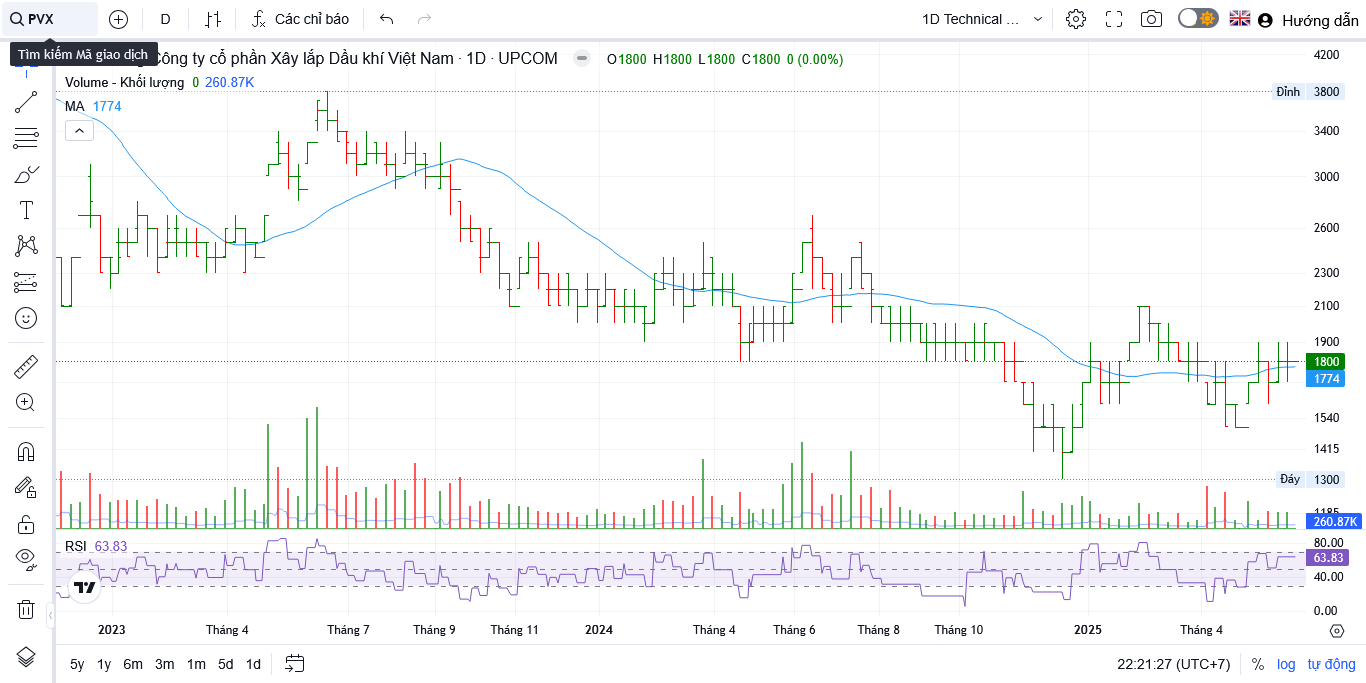 PVX D Các chỉ báo 1D Technical ... Hướng dẫn
Tìm kiếm Mã giao dịch
Công ty cổ phần Xây lắp Dầu khí Việt Nam · 1D · UPCOM O1800 H1800 L1800 C1800 0 (0.00%)
Volume - Khối lượng 0 260.87K
MA 1774
4200
Đỉnh 3800
3400
3000
2600
2300
2100
1900
1800
1774
1540
1415
Đáy 1300
1185
260.87K
RSI 63.83
80.00
63.83
40.00
0.00
2023 Tháng 4 Tháng 7 Tháng 9 Tháng 11 2024 Tháng 4 Tháng 6 Tháng 8 Tháng 10 2025 Tháng 4
5y 1y 6m 3m 1m 5d 1d 22:21:27 (UTC+7) % log tự động